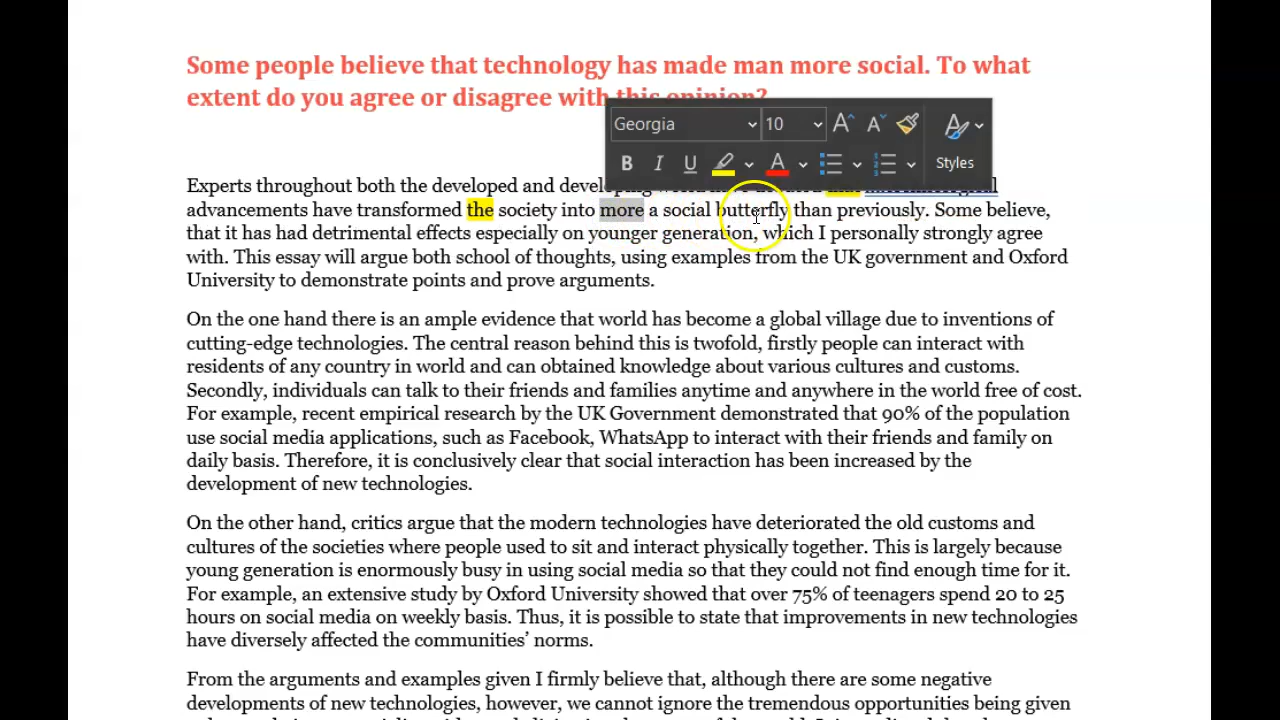 Some people believe that technology has made man more social. To what
extent do you agree or disagree with this opinion?
Georgia
10
Styles
Experts throughout both the developed and developing world have debated that
advancements have transformed the society into more a social butterfly than previously. Some believe,
that it has had detrimental effects especially on younger generation, which I personally strongly agree
with. This essay will argue both school of thoughts, using examples from the UK government and Oxford
University to demonstrate points and prove arguments.
On the one hand there is an ample evidence that world has become a global village due to inventions of
cutting-edge technologies. The central reason behind this is twofold, firstly people can interact with
residents of any country in world and can obtained knowledge about various cultures and customs.
Secondly, individuals can talk to their friends and families anytime and anywhere in the world free of cost.
For example, recent empirical research by the UK Government demonstrated that 90% of the population
use social media applications, such as Facebook, WhatsApp to interact with their friends and family on
daily basis. Therefore, it is conclusively clear that social interaction has been increased by the
development of new technologies.
On the other hand, critics argue that the modern technologies have deteriorated the old customs and
cultures of the societies where people used to sit and interact physically together. This is largely because
young generation is enormously busy in using social media so that they could not find enough time for it.
For example, an extensive study by Oxford University showed that over 75% of teenagers spend 20 to 25
hours on social media on weekly basis. Thus, it is possible to state that improvements in new technologies
have diversely affected the communities’ norms.
From the arguments and examples given I firmly believe that, although there are some negative
developments of new technologies, however, we cannot ignore the tremendous opportunities being given